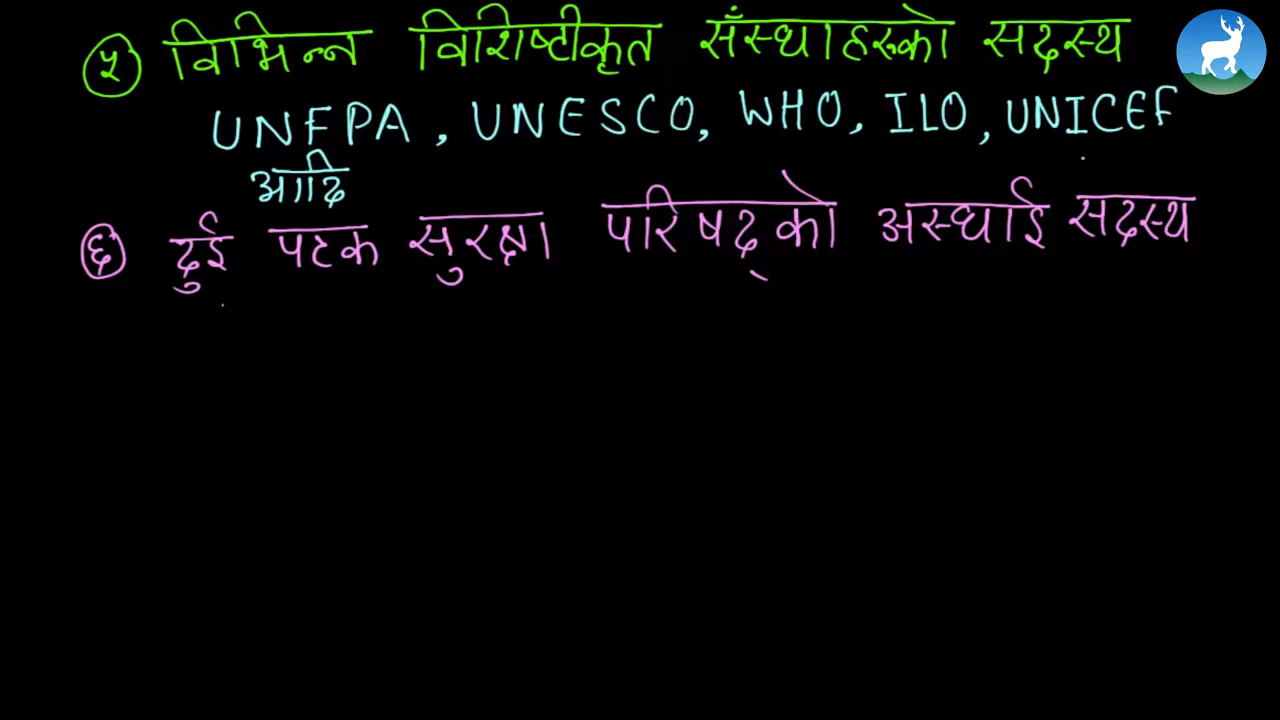 ५ विभिन्न विशिष्टीकृत सँस्थाहरुको सदस्य
UNFPA, UNESCO, WHO, ILO, UNICEF
आदि
६ दुई पटक सुरक्षा परिषद्को अस्थाई सदस्य